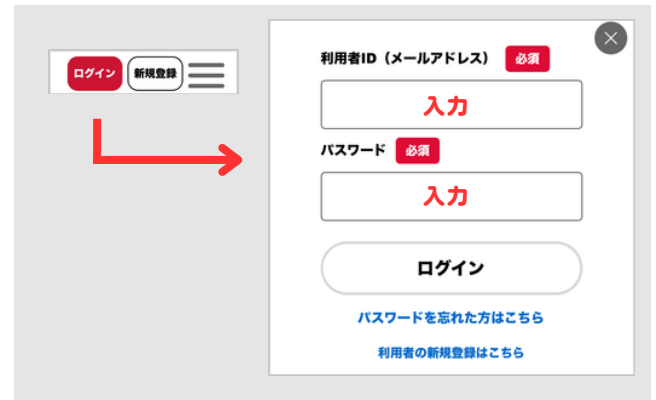 ログイン
新規登録
利用者ID（メールアドレス） 必須
入力
パスワード 必須
入力
ログイン
パスワードを忘れた方はこちら
利用者の新規登録はこちら